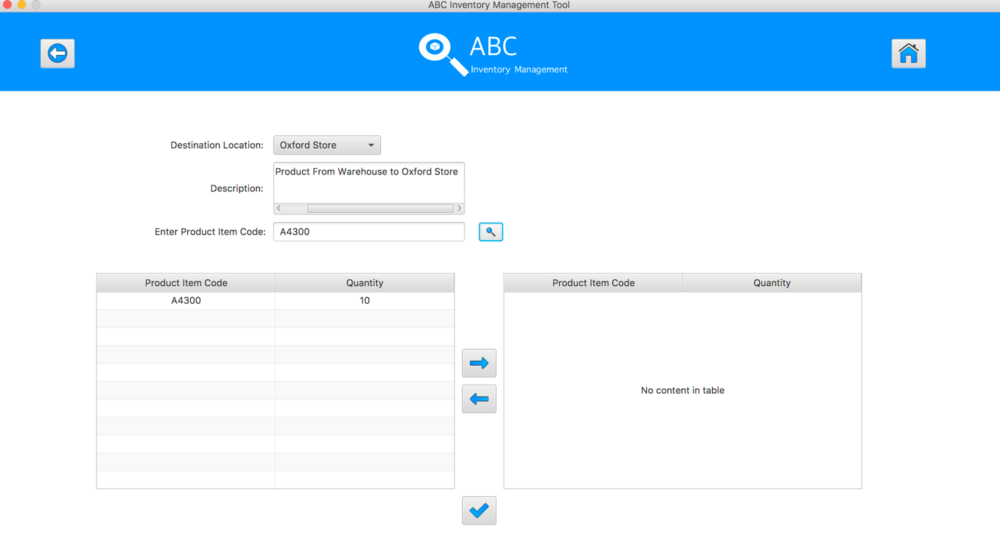 ABC Inventory Management Tool
ABC
Inventory Management
Destination Location: Oxford Store
Product From Warehouse to Oxford Store
Description:
Enter Product Item Code: A4300
Product Item Code Quantity Product Item Code Quantity
A4300 10
No content in table